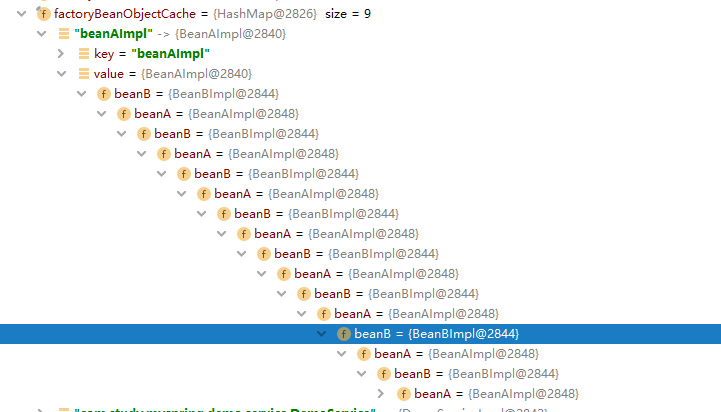 factoryBeanObjectCache = {HashMap@2826} size = 9
"beanAImpl" -> {BeanAImpl@2840}
key = "beanAImpl"
value = {BeanAImpl@2840}
f beanB = {BeanBImpl@2844}
f beanA = {BeanAImpl@2848}
f beanB = {BeanBImpl@2844}
f beanA = {BeanAImpl@2848}
f beanB = {BeanBImpl@2844}
f beanA = {BeanAImpl@2848}
f beanB = {BeanBImpl@2844}
f beanA = {BeanAImpl@2848}
f beanB = {BeanBImpl@2844}
f beanA = {BeanAImpl@2848}
f beanB = {BeanBImpl@2844}
f beanA = {BeanAImpl@2848}
f beanB = {BeanBImpl@2844}
f beanA = {BeanAImpl@2848}
f beanB = {BeanBImpl@2844}
f beanA = {BeanAImpl@2848}